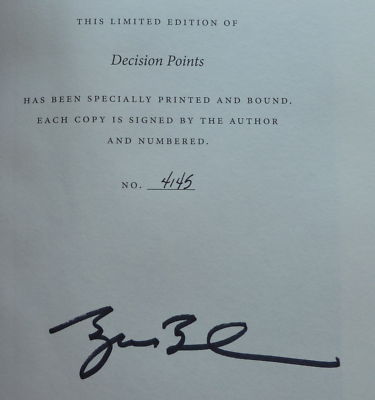 THIS LIMITED EDITION OF
Decision Points
HAS BEEN SPECIALLY PRINTED AND BOUND.
EACH COPY IS SIGNED BY THE AUTHOR
AND NUMBERED.
NO. 4145